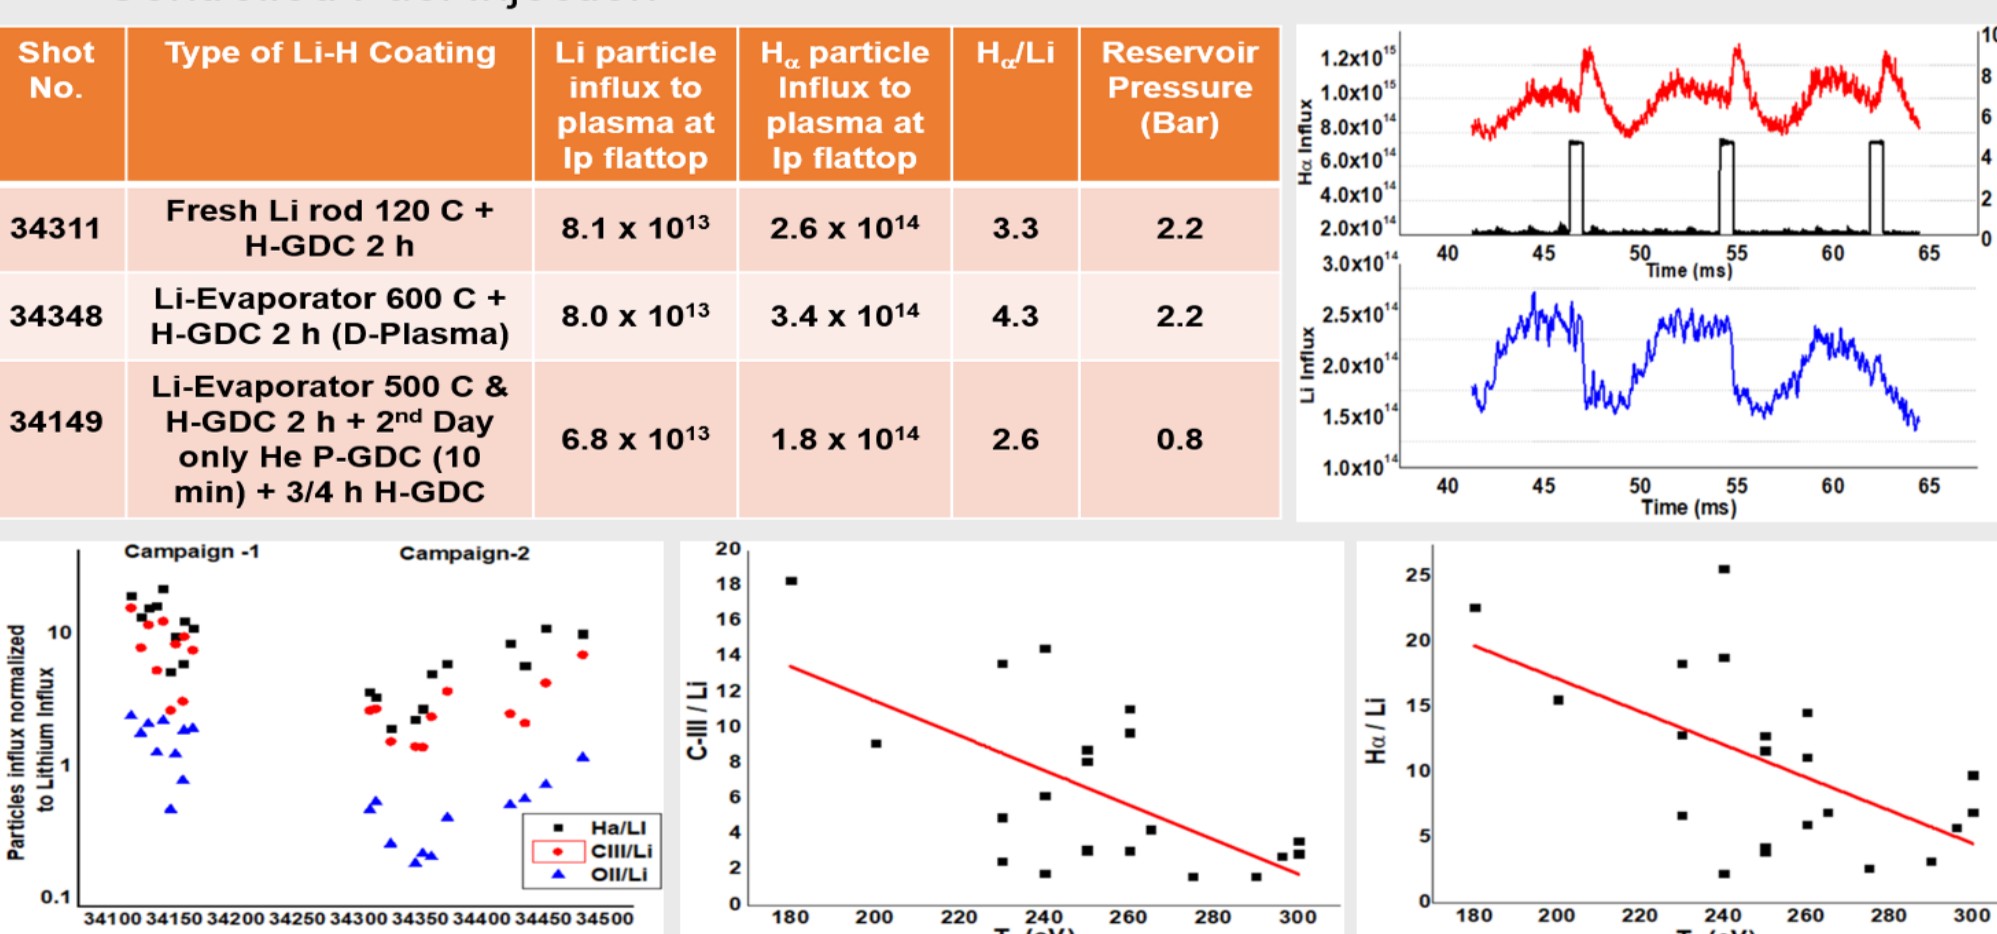 Shot No.
Type of Li-H Coating
Li particle influx to plasma at Ip flattop
Hα particle Influx to plasma at Ip flattop
Hα/Li
Reservoir Pressure (Bar)
34311
Fresh Li rod 120 C +
H-GDC 2 h
8.1 x 10¹³
2.6 x 10¹⁴
3.3
2.2
34348
Li-Evaporator 600 C +
H-GDC 2 h (D-Plasma)
8.0 x 10¹³
3.4 x 10¹⁴
4.3
2.2
34149
Li-Evaporator 500 C &
H-GDC 2 h + 2ⁿᵈ Day
only He P-GDC (10
min) + 3/4 h H-GDC
6.8 x 10¹³
1.8 x 10¹⁴
2.6
0.8
Hα Influx
1.2x10¹⁵
1.0x10¹⁵
8.0x10¹⁴
6.0x10¹⁴
4.0x10¹⁴
2.0x10¹⁴
10
8
6
4
2
0
40 45 50 55 60 65
Time (ms)
Li Influx
3.0x10¹⁴
2.5x10¹⁴
2.0x10¹⁴
1.5x10¹⁴
1.0x10¹⁴
40 45 50 55 60 65
Time (ms)
Campaign -1
Campaign-2
Particles influx normalized
to Lithium Influx
10
1
0.1
Ha/LI
CIII/Li
OII/Li
34100 34150 34200 34250 34300 34350 34400 34450 34500
C-III / Li
20
18
16
14
12
10
8
6
4
2
0
180 200 220 240 260 280 300
Hα / Li
25
20
15
10
5
0
180 200 220 240 260 280 300